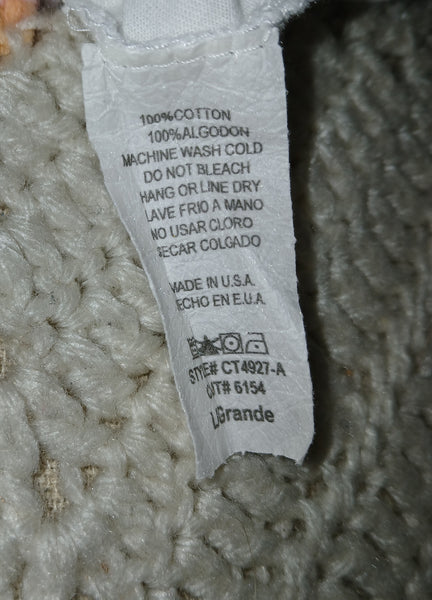 100%COTTON
100%ALGODON
MACHINE WASH COLD
DO NOT BLEACH
HANG OR LINE DRY
LAVE FRIO A MANO
NO USAR CLORO
SECAR COLGADO
MADE IN U.S.A.
ECHO EN E.U.A.
STYLE# CT4927-A
CUT# 6154
L/Grande